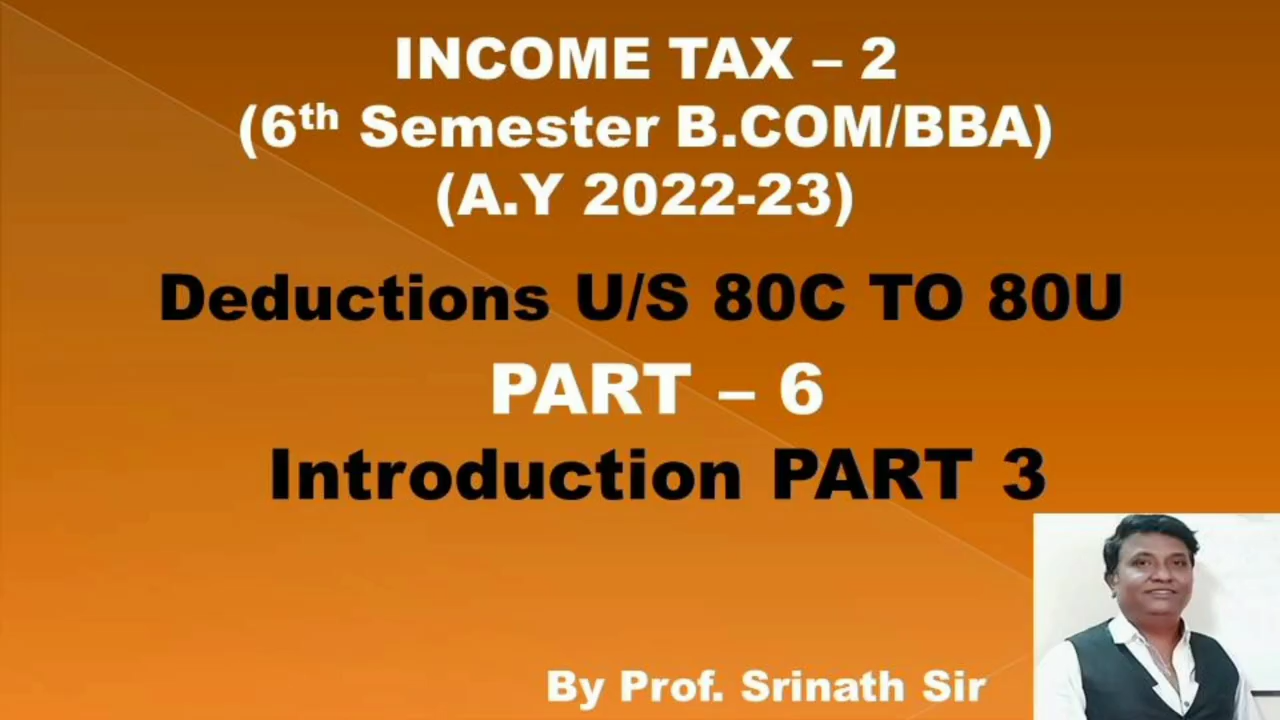 INCOME TAX – 2
(6th Semester B.COM/BBA)
(A.Y 2022-23)
Deductions U/S 80C TO 80U
PART – 6
Introduction PART 3
By Prof. Srinath Sir